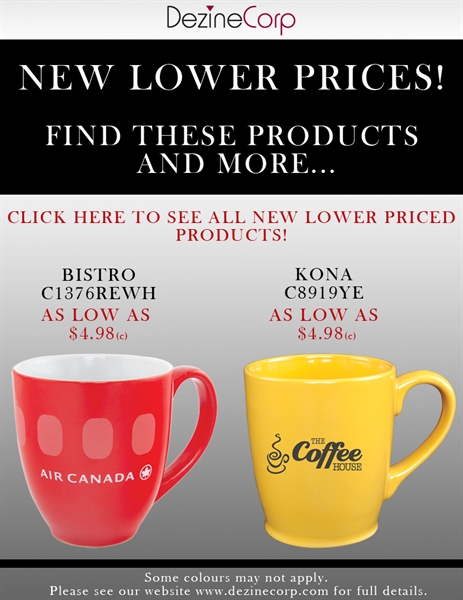 DezineCorp
NEW LOWER PRICES!
FIND THESE PRODUCTS
AND MORE...
CLICK HERE TO SEE ALL NEW LOWER PRICED
PRODUCTS!
BISTRO
C1376REWH
AS LOW AS
$4.98(c)
KONA
C8919YE
AS LOW AS
$4.98(c)
AIR CANADA
THE
Coffee
HOUSE
Some colours may not apply.
Please see our website www.dezinecorp.com for full details.